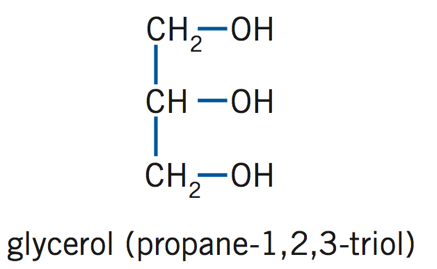 CH₂—OH
CH—OH
CH₂—OH
glycerol (propane-1,2,3-triol)